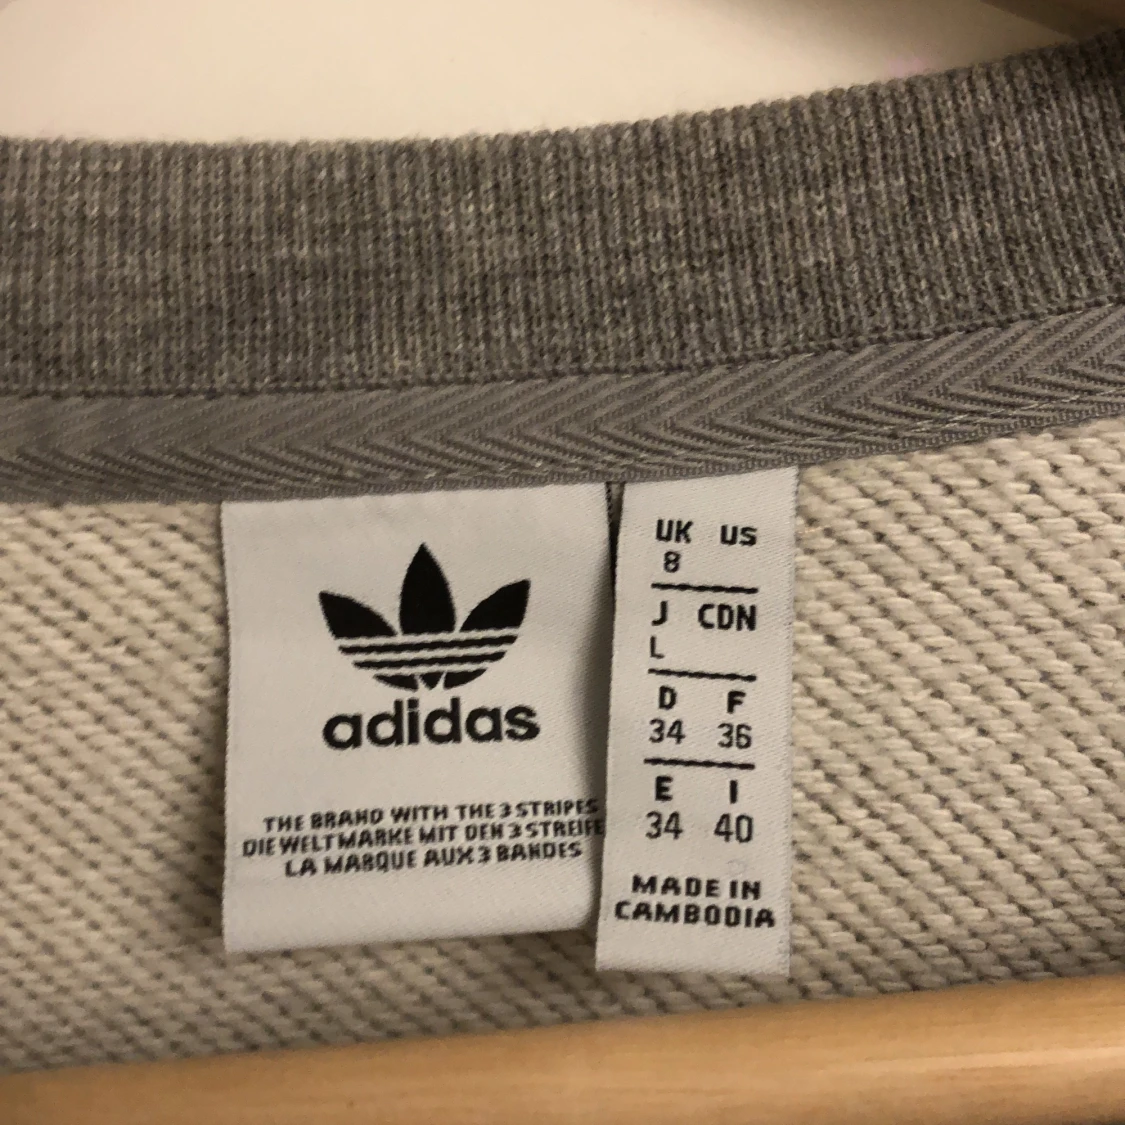 adidas
THE BRAND WITH THE 3 STRIPES
DIE WELTMARKE MIT DEN 3 STREIFE
LA MARQUE AUX 3 BANDES
UK US
8
J CDN
L
D F
34 36
E I
34 40
MADE IN
CAMBODIA